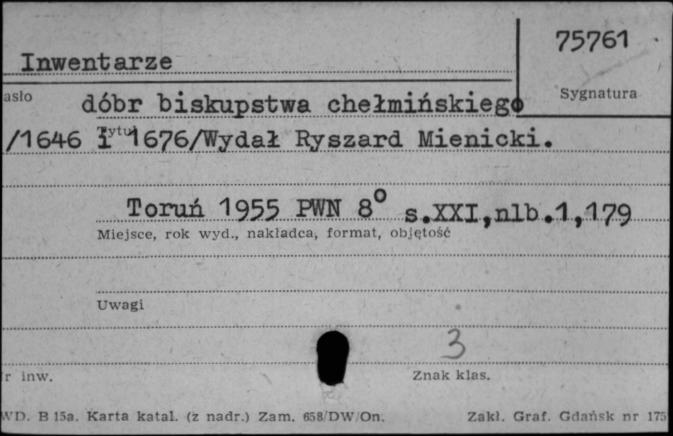 75761
Inwentarze
asło
Sygnatura
dóbr biskupstwa chełmińskiego
/1646 i 1676/Wydał Ryszard Mienicki.
Tytuł
Toruń 1955 PWN 8° s.XXI,nlb.1,179
Miejsce, rok wyd., nakładca, format, objętość
Uwagi
3
r inw.
Znak klas.
WD. B 15a. Karta katal. (z nadr.) Zam. 658/DW/On. Zakł. Graf. Gdańsk nr 175